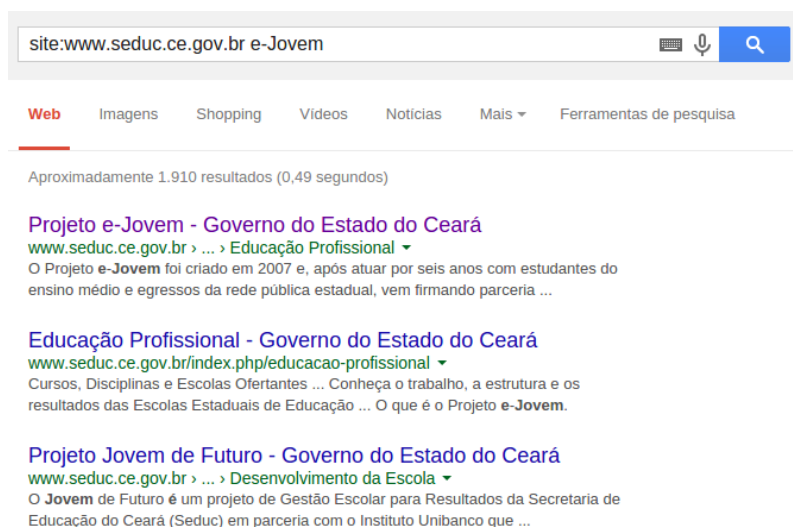 site:www.seduc.ce.gov.br e-Jovem
Web Imagens Shopping Vídeos Notícias Mais Ferramentas de pesquisa
Aproximadamente 1.910 resultados (0,49 segundos)
Projeto e-Jovem - Governo do Estado do Ceará
www.seduc.ce.gov.br › ... › Educação Profissional
O Projeto e-Jovem foi criado em 2007 e, após atuar por seis anos com estudantes do
ensino médio e egressos da rede pública estadual, vem firmando parceria ...
Educação Profissional - Governo do Estado do Ceará
www.seduc.ce.gov.br/index.php/educacao-profissional
Cursos, Disciplinas e Escolas Ofertantes ... Conheça o trabalho, a estrutura e os
resultados das Escolas Estaduais de Educação ... O que é o Projeto e-Jovem.
Projeto Jovem de Futuro - Governo do Estado do Ceará
www.seduc.ce.gov.br › ... › Desenvolvimento da Escola
O Jovem de Futuro é um projeto de Gestão Escolar para Resultados da Secretaria de
Educação do Ceará (Seduc) em parceria com o Instituto Unibanco que ...